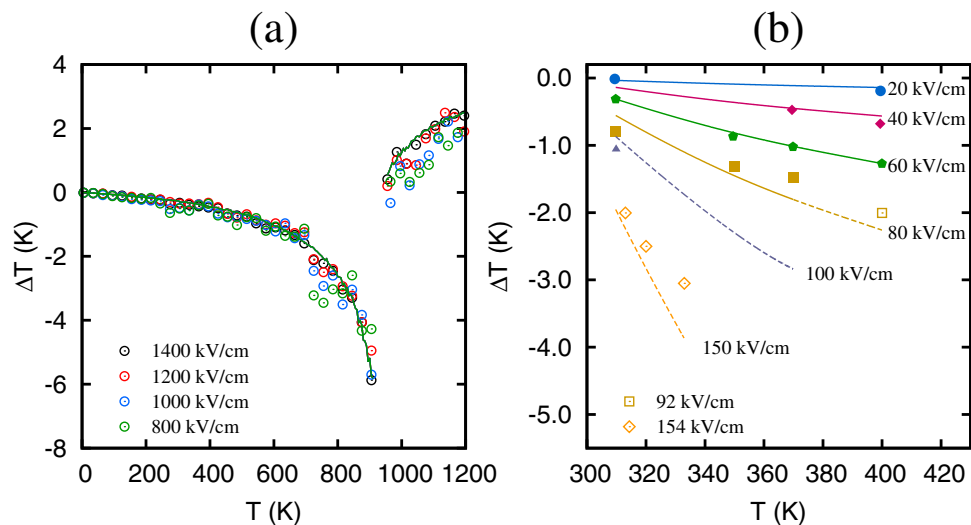 (a)
(b)
ΔT (K)
4
2
0
-2
-4
-6
-8
0 200 400 600 800 1000 1200
T (K)
1400 kV/cm
1200 kV/cm
1000 kV/cm
800 kV/cm
ΔT (K)
0.0
-1.0
-2.0
-3.0
-4.0
-5.0
300 320 340 360 380 400 420
T (K)
20 kV/cm
40 kV/cm
60 kV/cm
80 kV/cm
100 kV/cm
150 kV/cm
92 kV/cm
154 kV/cm